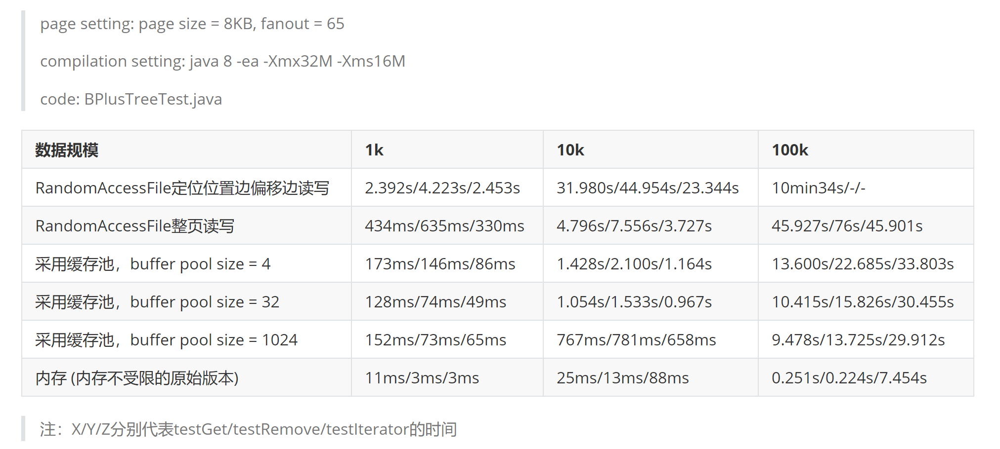 page setting: page size = 8KB, fanout = 65
compilation setting: java 8 -ea -Xmx32M -Xms16M
code: BPlusTreeTest.java
数据规模 1k 10k 100k
RandomAccessFile定位位置边偏移边读写 2.392s/4.223s/2.453s 31.980s/44.954s/23.344s 10min34s/-/-
RandomAccessFile整页读写 434ms/635ms/330ms 4.796s/7.556s/3.727s 45.927s/76s/45.901s
采用缓存池，buffer pool size = 4 173ms/146ms/86ms 1.428s/2.100s/1.164s 13.600s/22.685s/33.803s
采用缓存池，buffer pool size = 32 128ms/74ms/49ms 1.054s/1.533s/0.967s 10.415s/15.826s/30.455s
采用缓存池，buffer pool size = 1024 152ms/73ms/65ms 767ms/781ms/658ms 9.478s/13.725s/29.912s
内存 (内存不受限的原始版本) 11ms/3ms/3ms 25ms/13ms/88ms 0.251s/0.224s/7.454s
注：X/Y/Z分别代表testGet/testRemove/testIterator的时间